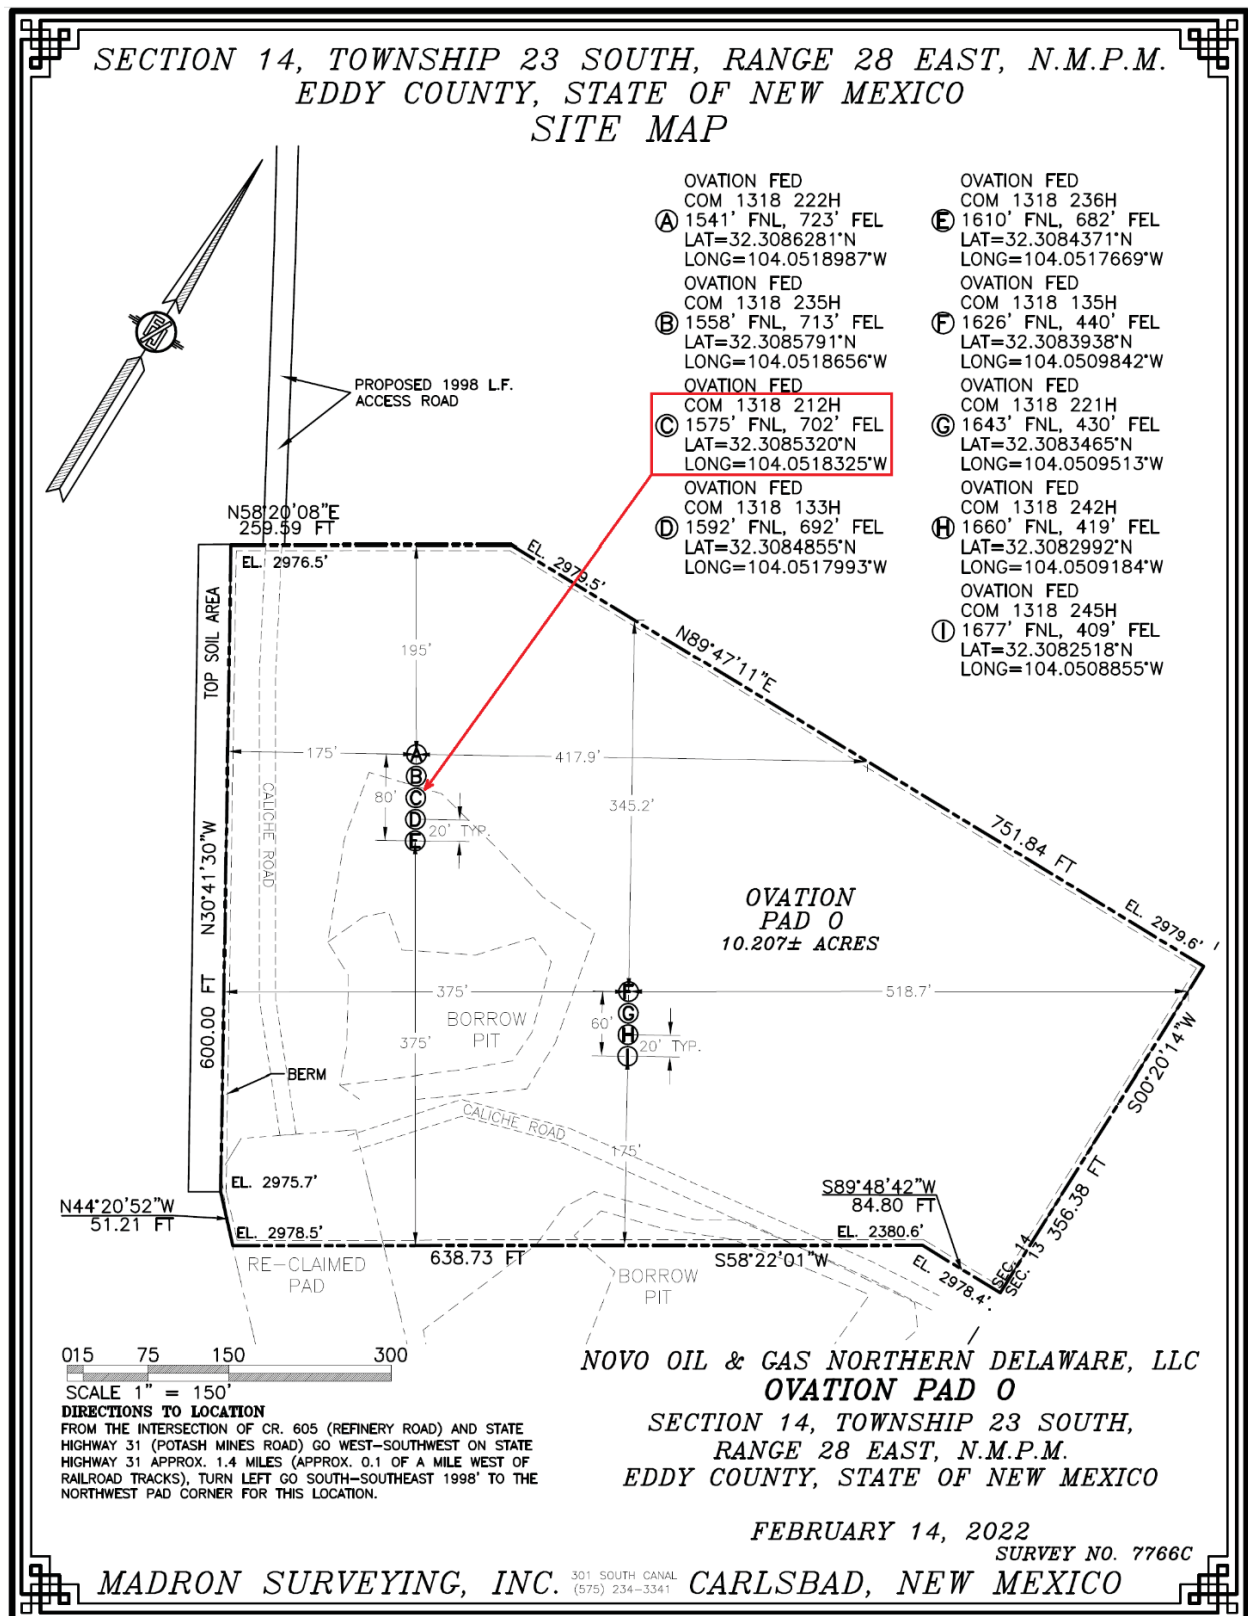 SECTION 14, TOWNSHIP 23 SOUTH, RANGE 28 EAST, N.M.P.M.
EDDY COUNTY, STATE OF NEW MEXICO
SITE MAP
OVATION FED
COM 1318 222H
A 1541' FNL, 723' FEL
LAT=32.3086281°N
LONG=104.0518987°W
OVATION FED
COM 1318 235H
B 1558' FNL, 713' FEL
LAT=32.3085791°N
LONG=104.0518656°W
OVATION FED
COM 1318 212H
C 1575' FNL, 702' FEL
LAT=32.3085320°N
LONG=104.0518325°W
OVATION FED
COM 1318 133H
D 1592' FNL, 692' FEL
LAT=32.3084855°N
LONG=104.0517993°W
OVATION FED
COM 1318 236H
E 1610' FNL, 682' FEL
LAT=32.3084371°N
LONG=104.0517669°W
OVATION FED
COM 1318 135H
F 1626' FNL, 440' FEL
LAT=32.3083938°N
LONG=104.0509842°W
OVATION FED
COM 1318 221H
G 1643' FNL, 430' FEL
LAT=32.3083465°N
LONG=104.0509513°W
OVATION FED
COM 1318 242H
H 1660' FNL, 419' FEL
LAT=32.3082992°N
LONG=104.0509184°W
OVATION FED
COM 1318 245H
I 1677' FNL, 409' FEL
LAT=32.3082518°N
LONG=104.0508855°W
PROPOSED 1998 L.F.
ACCESS ROAD
N58°20'08"E
259.59 FT
EL. 2976.5'
EL. 2979.5'
TOP SOIL AREA
195'
N89°47'11"E
175'
A
417.9'
B
80'
C
345.2'
D
20' TYP.
E
CALICHE ROAD
N30°41'30"W
600.00 FT
751.84 FT
OVATION
PAD O
10.207± ACRES
EL. 2979.6'
375'
F
518.7'
BORROW
PIT
G
60'
H
20' TYP.
I
375'
BERM
S00°20'14"W
356.38 FT
CALICHE ROAD
175'
EL. 2975.7'
N44°20'52"W
51.21 FT
S89°48'42"W
84.80 FT
EL. 2978.5'
EL. 2380.6'
638.73 FT
S58°22'01"W
EL. 2978.4'
SEC. 14
SEC. 13
RE-CLAIMED
PAD
BORROW
PIT
0 15 75 150 300
SCALE 1" = 150'
DIRECTIONS TO LOCATION
FROM THE INTERSECTION OF CR. 605 (REFINERY ROAD) AND STATE
HIGHWAY 31 (POTASH MINES ROAD) GO WEST-SOUTHWEST ON STATE
HIGHWAY 31 APPROX. 1.4 MILES (APPROX. 0.1 OF A MILE WEST OF
RAILROAD TRACKS), TURN LEFT GO SOUTH-SOUTHEAST 1998' TO THE
NORTHWEST PAD CORNER FOR THIS LOCATION.
NOVO OIL & GAS NORTHERN DELAWARE, LLC
OVATION PAD O
SECTION 14, TOWNSHIP 23 SOUTH,
RANGE 28 EAST, N.M.P.M.
EDDY COUNTY, STATE OF NEW MEXICO
FEBRUARY 14, 2022
SURVEY NO. 7766C
MADRON SURVEYING, INC. 301 SOUTH CANAL
(575) 234-3341 CARLSBAD, NEW MEXICO